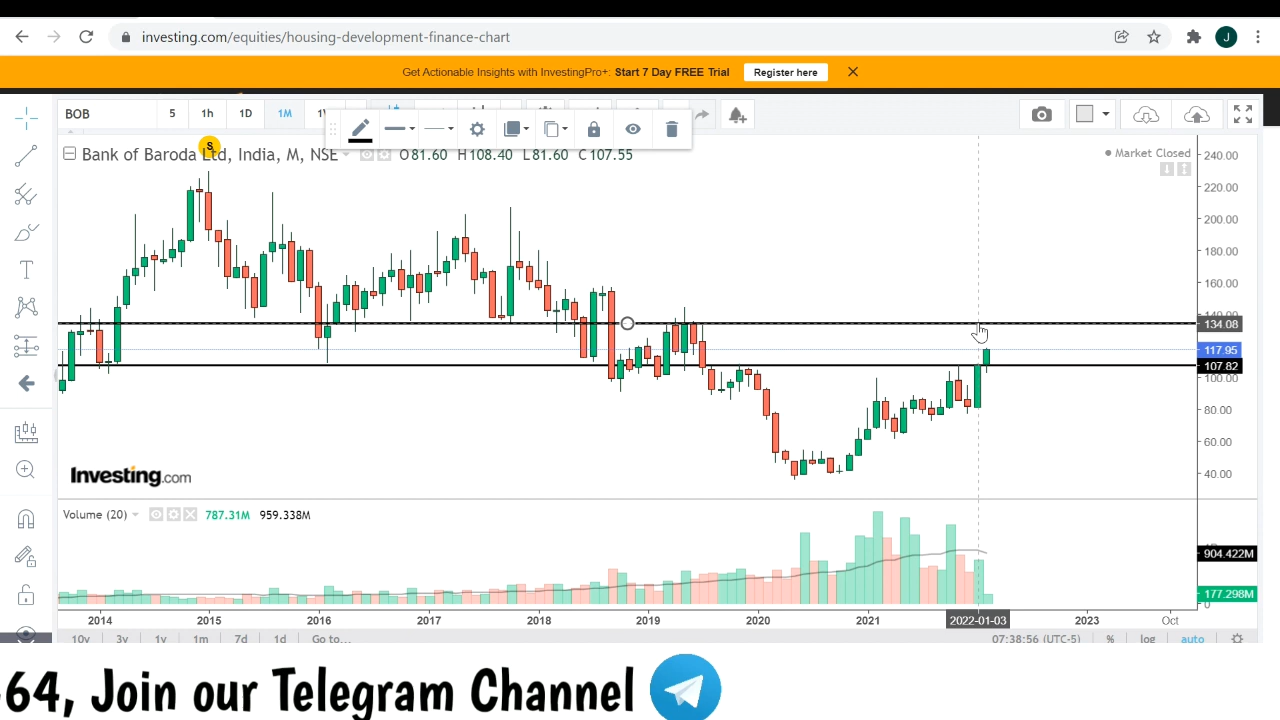 investing.com/equities/housing-development-finance-chart
J
Get Actionable Insights with InvestingPro+: Start 7 Day FREE Trial
Register here
BOB
5
1h
1D
1M
S
Bank of Baroda Ltd, India, M, NSE
O81.60 H108.40 L81.60 C107.55
Market Closed
240.00
220.00
200.00
180.00
160.00
134.08
117.95
107.82
100.00
80.00
60.00
40.00
Investing.com
Volume (20)
787.31M 959.338M
904.422M
177.298M
0
2014 2015 2016 2017 2018 2019 2020 2021 2022-01-03 2023 Oct
10y 3y 1y 1m 7d 1d Go to...
07:38:56 (UTC-5) % log auto
64, Join our Telegram Channel